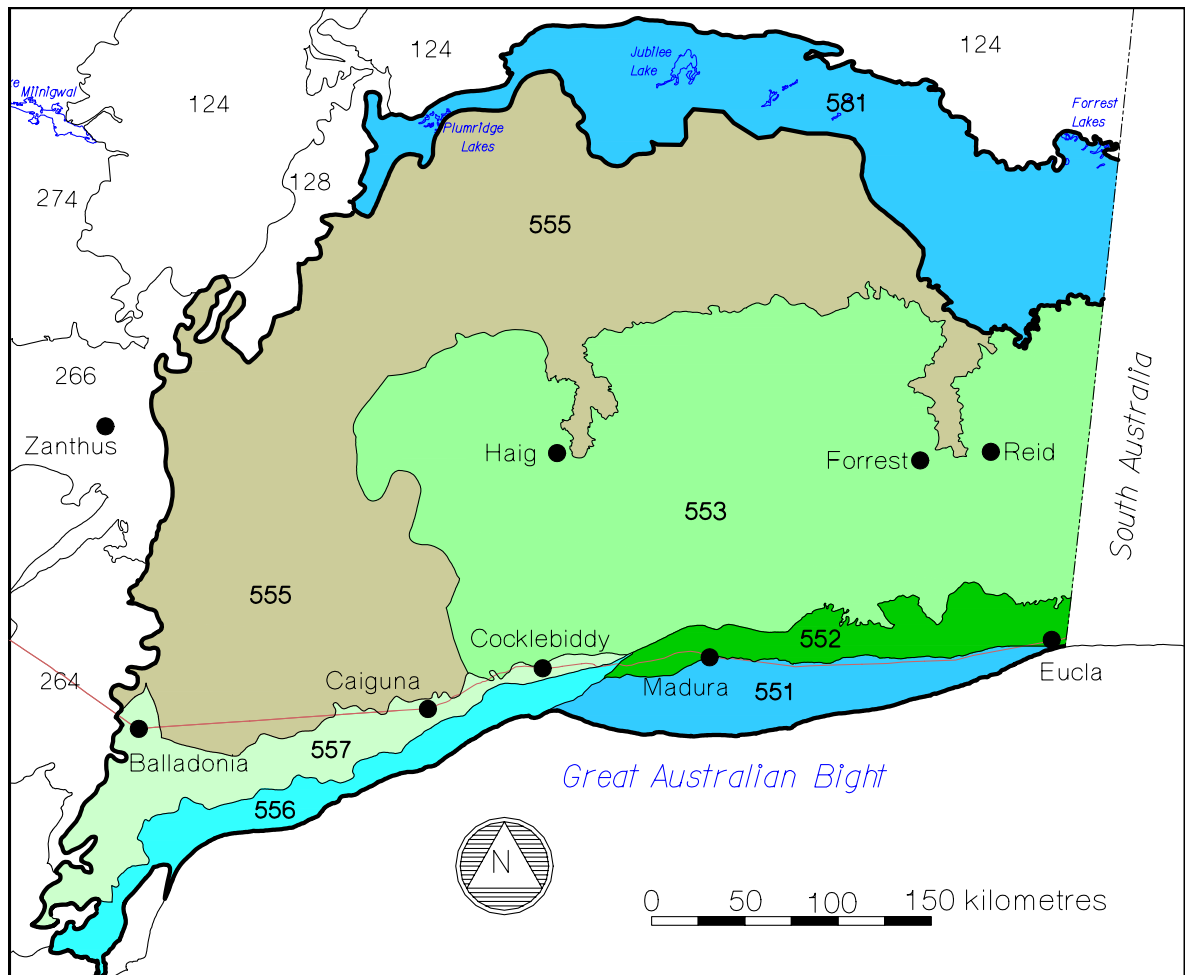 124
124
Jubilee
Lake
581
Minigwal
124
Forrest
Lakes
Plumridge
Lakes
128
274
555
266
South Australia
Zanthus
Haig
Forrest
Reid
553
555
Cocklebiddy
552
264
Caiguna
Madura
551
Eucla
557
Balladonia
Great Australian Bight
556
N
0 50 100 150 kilometres